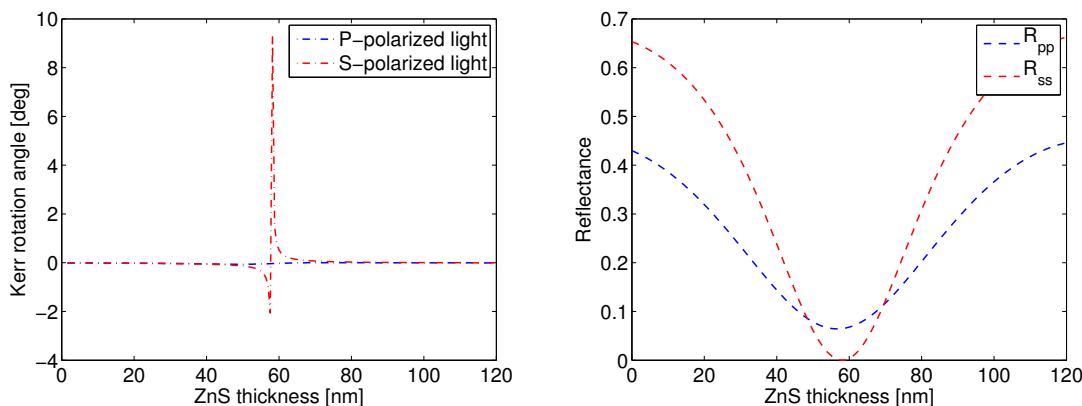 10
8
6
4
2
0
−2
−4
0 20 40 60 80 100 120
Kerr rotation angle [deg]
ZnS thickness [nm]
P−polarized light
S−polarized light
0.7
0.6
0.5
0.4
0.3
0.2
0.1
0
0 20 40 60 80 100 120
Reflectance
ZnS thickness [nm]
Rpp
Rss